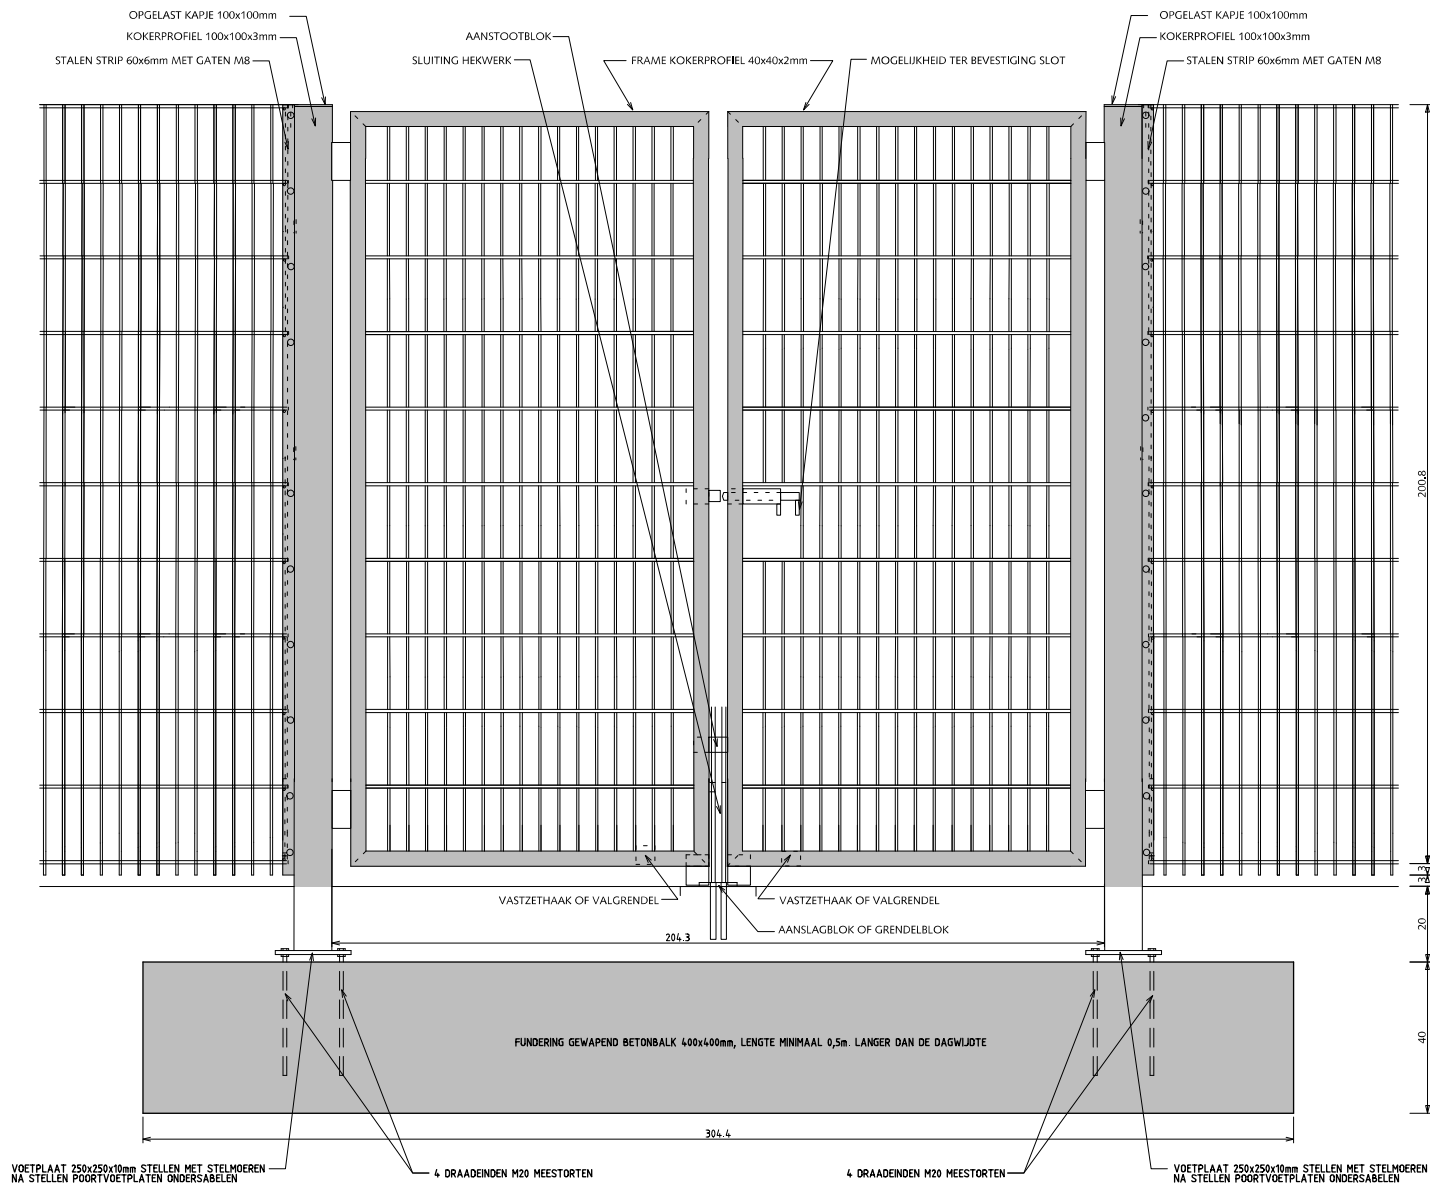 OPGELAST KAPJE 100x100mm
KOKERPROFIEL 100x100x3mm
STALEN STRIP 60x6mm MET GATEN M8
AANSTOOTBLOK
SLUITING HEKWERK
FRAME KOKERPROFIEL 40x40x2mm
MOGELIJKHEID TER BEVESTIGING SLOT
OPGELAST KAPJE 100x100mm
KOKERPROFIEL 100x100x3mm
STALEN STRIP 60x6mm MET GATEN M8
200.8
20
40
VASTZETHAAK OF VALGRENDEL
VASTZETHAAK OF VALGRENDEL
AANSLAGBLOK OF GRENDELBLOK
204.3
FUNDERING GEWAPEND BETONBALK 400x400mm, LENGTE MINIMAAL 0,5m. LANGER DAN DE DAGWIJDTE
304.4
VOETPLAAT 250x250x10mm STELLEN MET STELMOEREN
NA STELLEN POORTVOETPLATEN ONDERSABELEN
4 DRAADEINDEN M20 MEESTORTEN
4 DRAADEINDEN M20 MEESTORTEN
VOETPLAAT 250x250x10mm STELLEN MET STELMOEREN
NA STELLEN POORTVOETPLATEN ONDERSABELEN